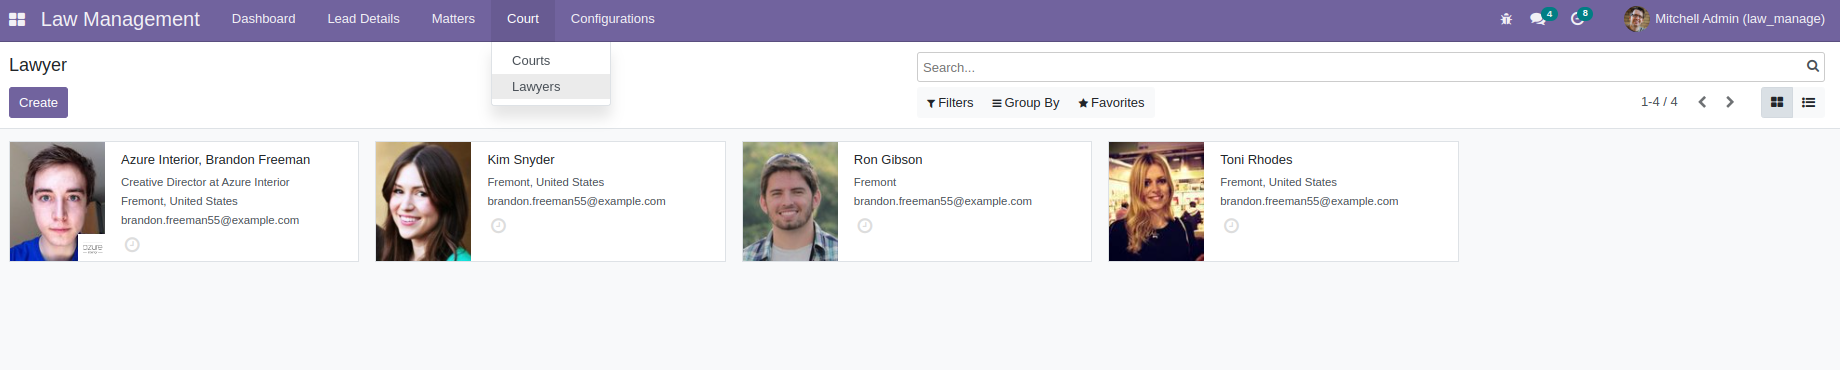 Law Management Dashboard Lead Details Matters Court Configurations 4 8 Mitchell Admin (law_manage)
Courts
Lawyers
Lawyer
Search...
Create
Filters Group By Favorites 1-4 / 4
Azure Interior, Brandon Freeman
Creative Director at Azure Interior
Fremont, United States
brandon.freeman55@example.com
azure
Kim Snyder
Fremont, United States
brandon.freeman55@example.com
Ron Gibson
Fremont
brandon.freeman55@example.com
Toni Rhodes
Fremont, United States
brandon.freeman55@example.com